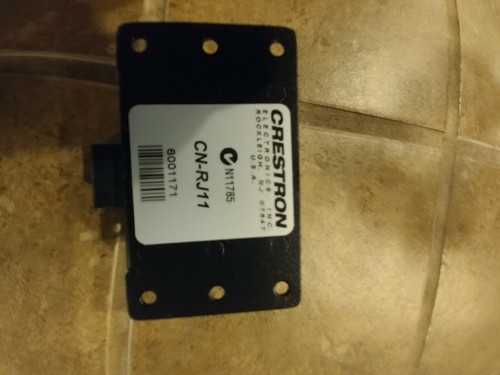 CRESTRON
ELECTRONICS, INC.
ROCKLEIGH, NJ 07647
U.S.A.
N11785
CN-RJ11
6001171